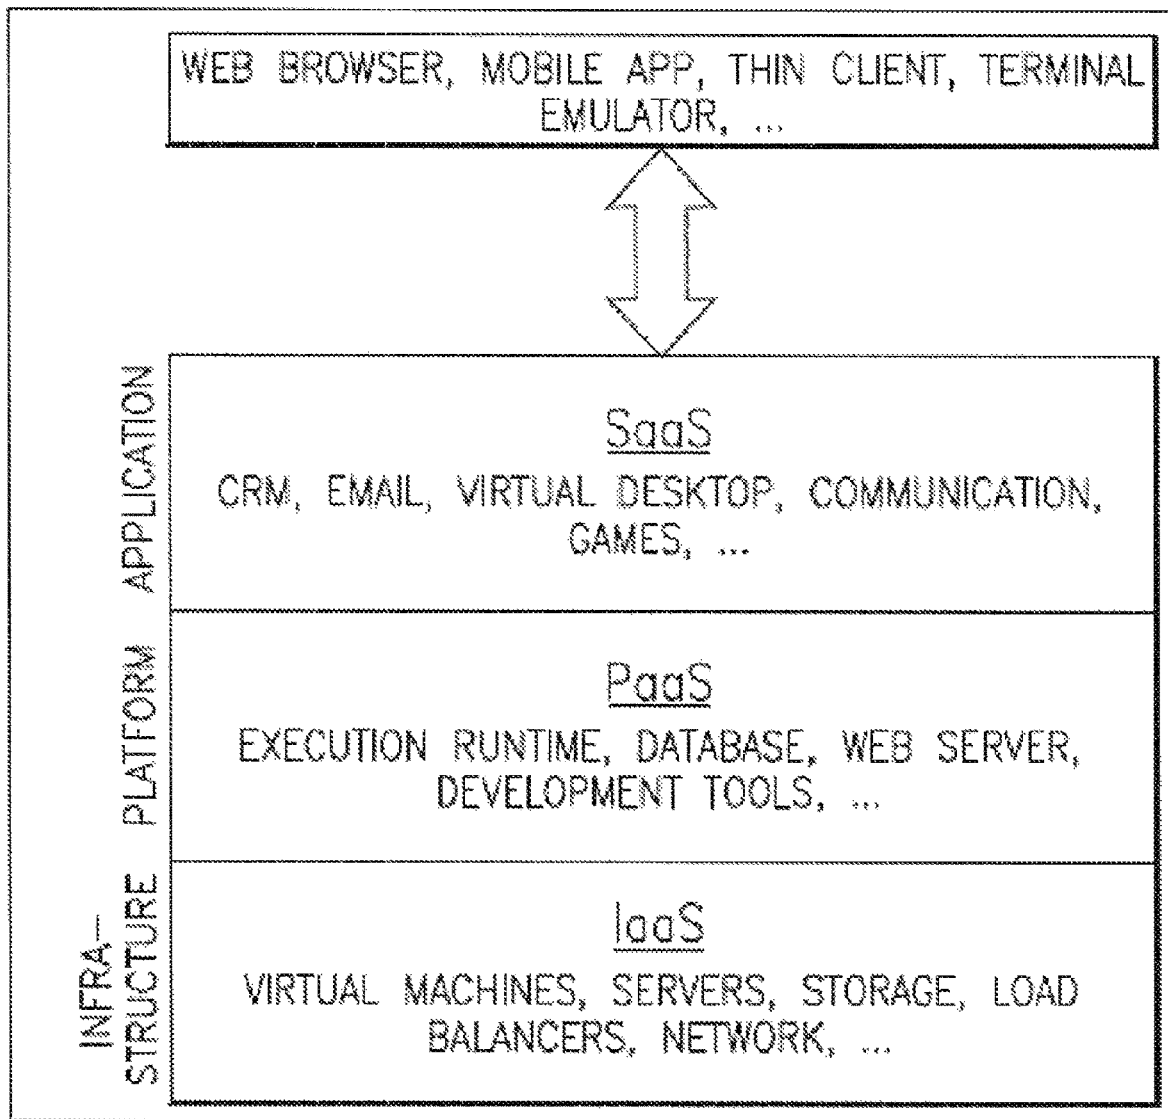 WEB BROWSER, MOBILE APP, THIN CLIENT, TERMINAL
EMULATOR, ...
APPLICATION
SaaS
CRM, EMAIL, VIRTUAL DESKTOP, COMMUNICATION,
GAMES, ...
PLATFORM
PaaS
EXECUTION RUNTIME, DATABASE, WEB SERVER,
DEVELOPMENT TOOLS, ...
INFRA–
STRUCTURE
IaaS
VIRTUAL MACHINES, SERVERS, STORAGE, LOAD
BALANCERS, NETWORK, ...